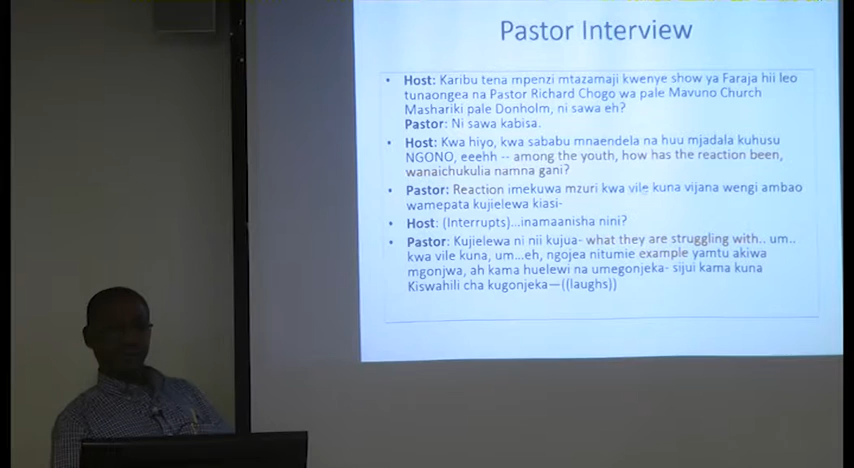 Pastor Interview
• Host: Karibu tena mpenzi mtazamaji kwenye show ya Faraja hii leo
tunaongea na Pastor Richard Chogo wa pale Mavuno Church
Mashariki pale Donholm, ni sawa eh?
Pastor: Ni sawa kabisa.
• Host: Kwa hiyo, kwa sababu mnaendela na huu mjadala kuhusu
NGONO, eeehh -- among the youth, how has the reaction been,
wanaichukulia namna gani?
• Pastor: Reaction imekuwa mzuri kwa vile kuna vijana wengi ambao
wamepata kujielewa kiasi-
• Host: (Interrupts)...inamaanisha nini?
• Pastor: Kujielewa ni nii kujua- what they are struggling with.. um..
kwa vile kuna, um...eh, ngojea nitumie example yamtu akiwa
mgonjwa, ah kama huelewi na umegonjeka- sijui kama kuna
Kiswahili cha kugonjeka—((laughs))